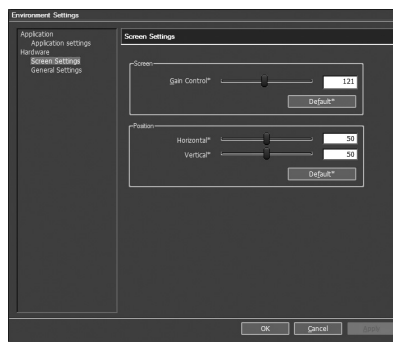 Environment Settings
Application
Application settings
Hardware
Screen Settings
General Settings
Screen Settings
Screen
Gain Control*
121
Default*
Position
Horizontal*
50
Vertical*
50
Default*
OK
Cancel
Apply